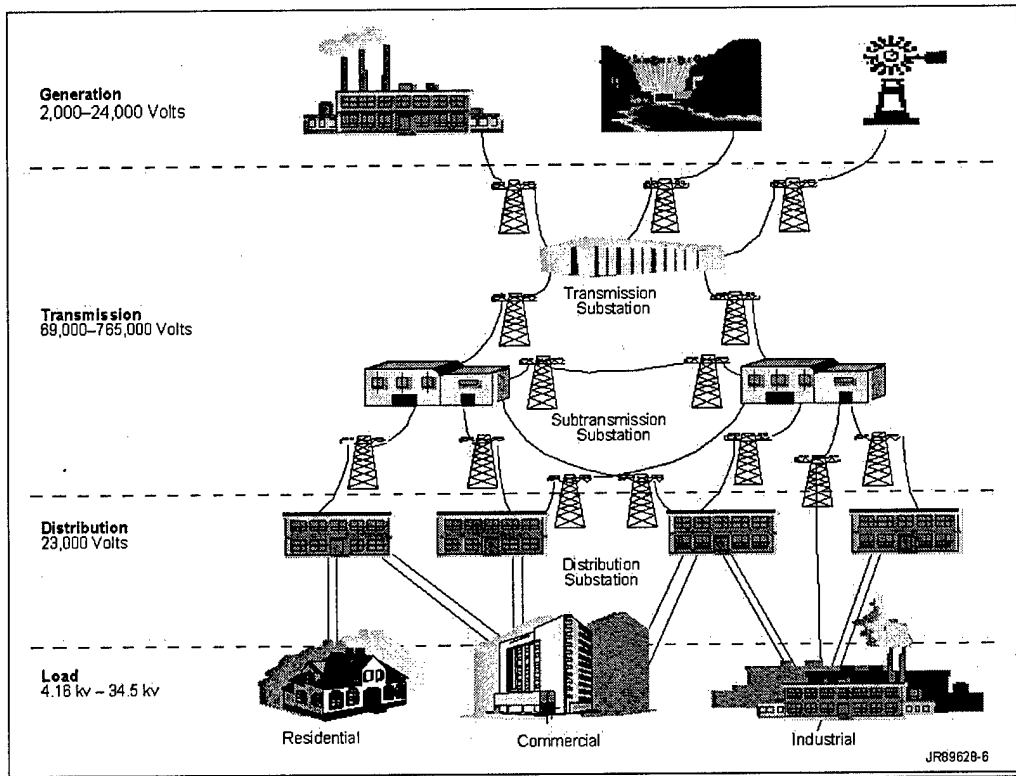 Generation
2,000–24,000 Volts
Transmission
Substation
Transmission
69,000–765,000 Volts
Subtransmission
Substation
Distribution
23,000 Volts
Distribution
Substation
Load
4.16 kv – 34.5 kv
Residential
Commercial
Industrial
JR89628-6